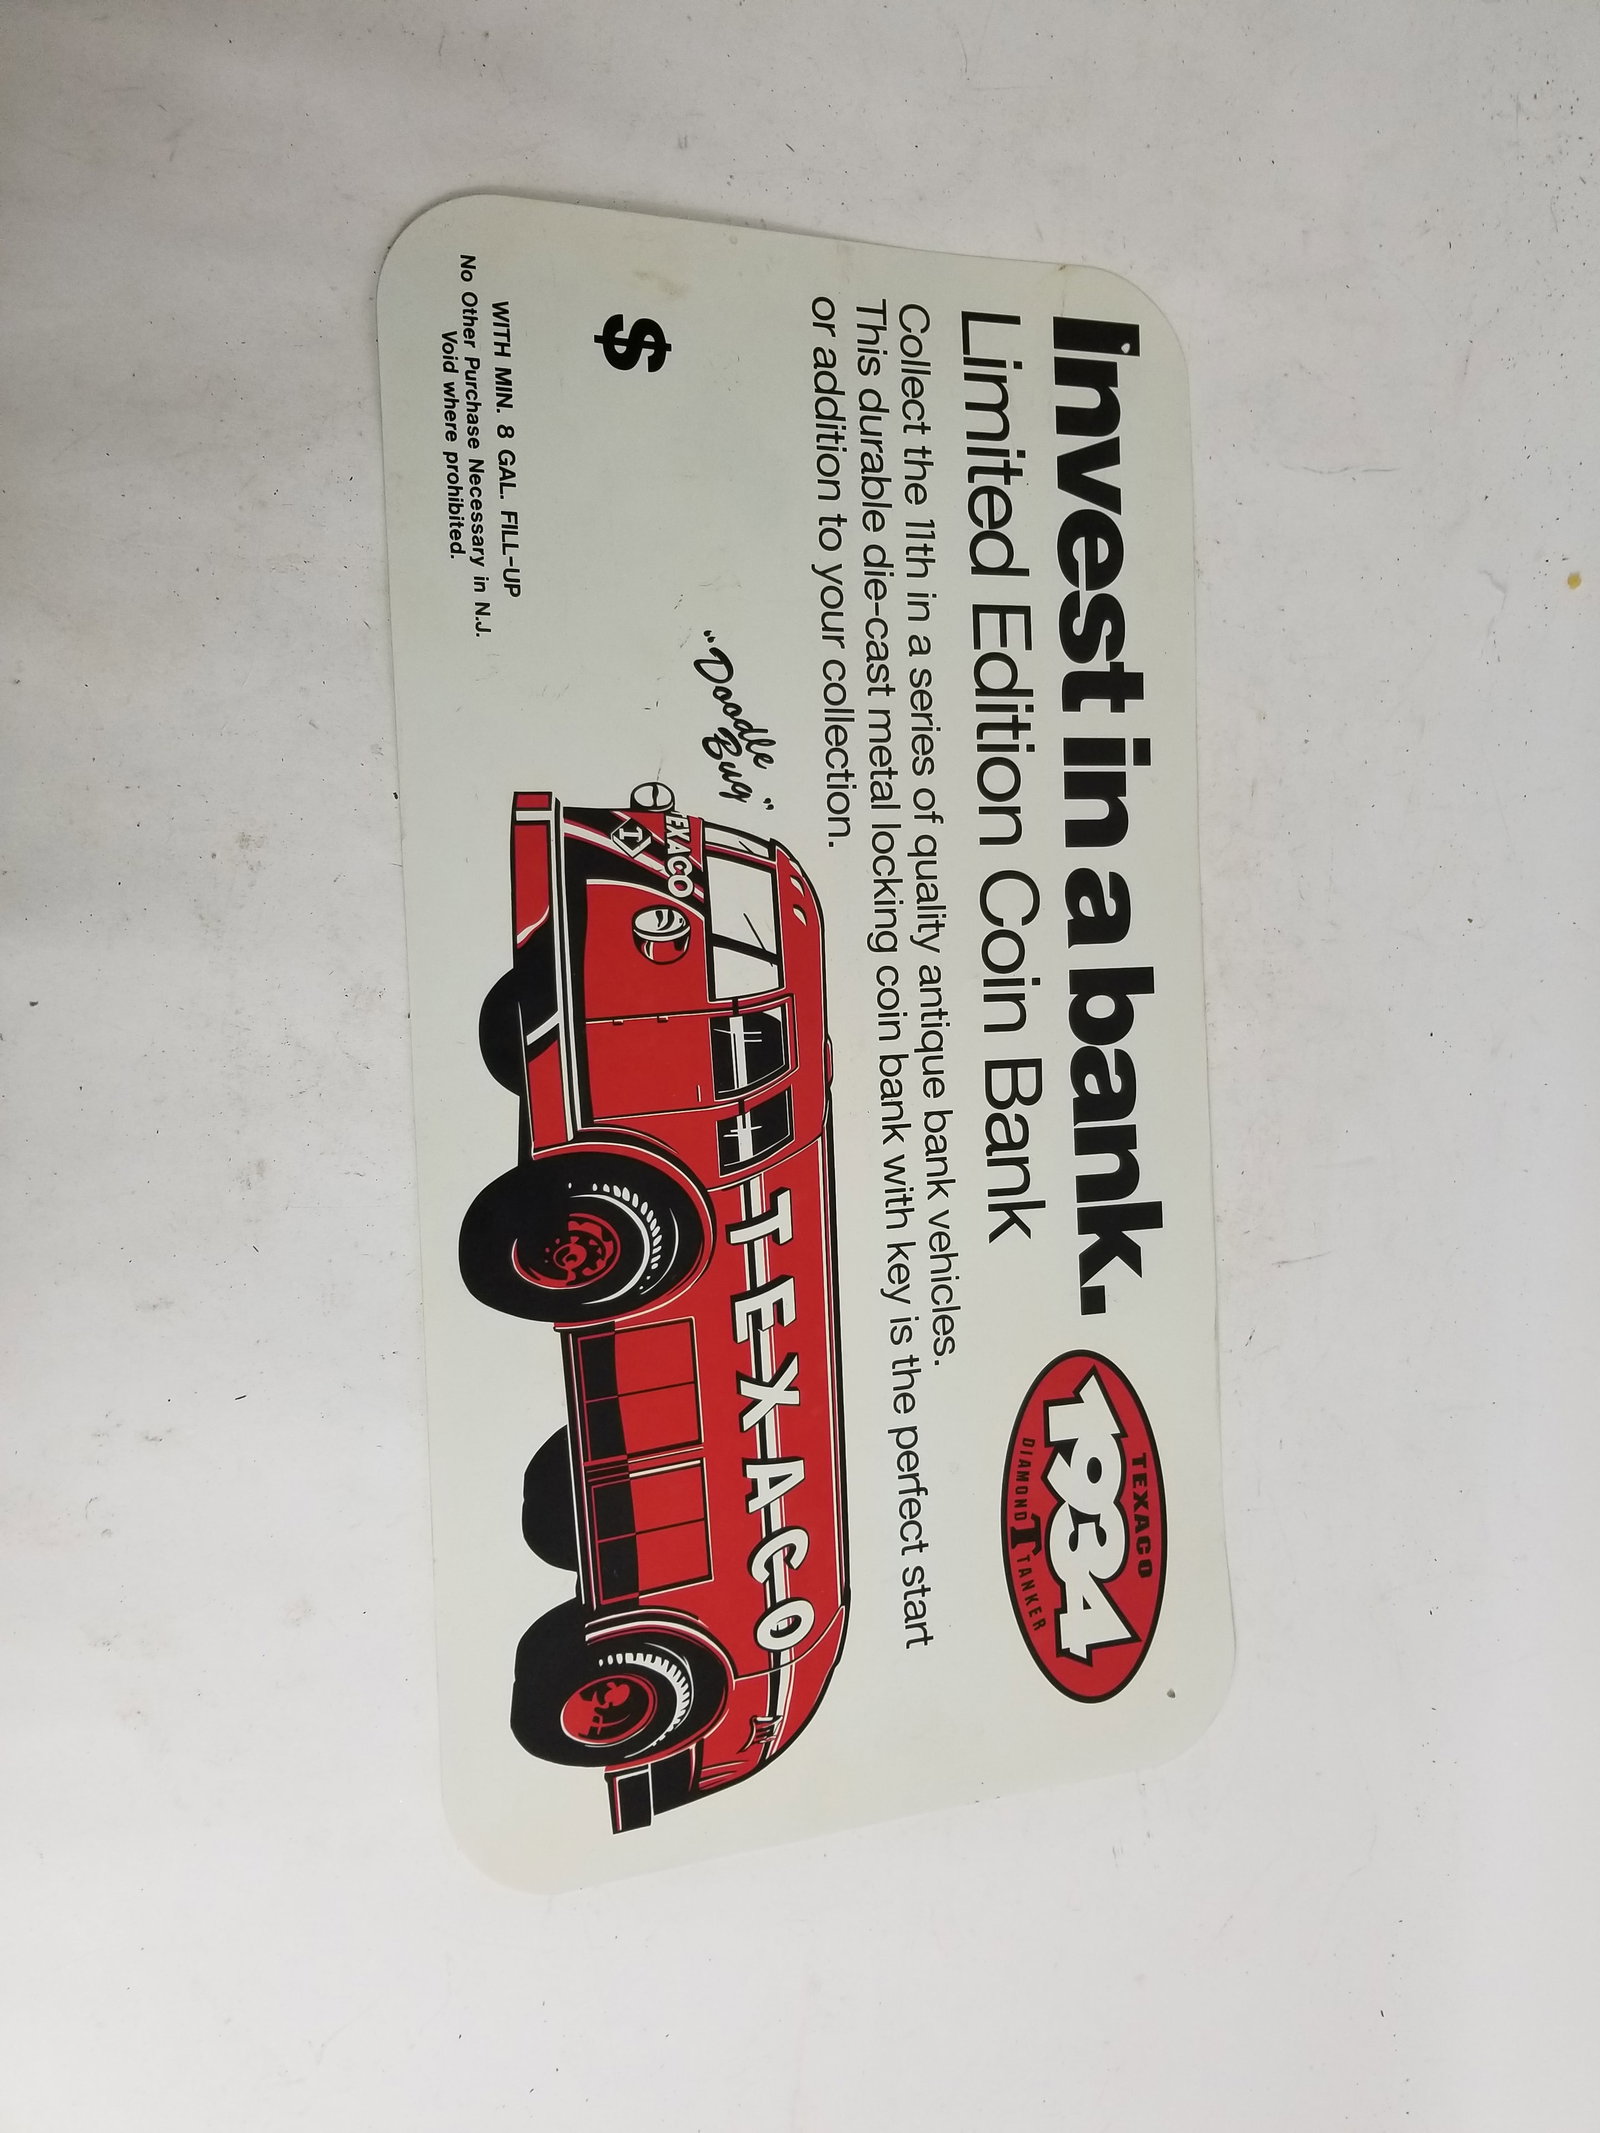 Invest in a bank.
Limited Edition Coin Bank
TEXACO
1934
DIAMOND T TANKER
Collect the 11th in a series of quality antique bank vehicles.
This durable die-cast metal locking coin bank with key is the perfect start
or addition to your collection.
"Doodle
Bug"
$
TEXACO
T
TEXACO
WITH MIN. 8 GAL. FILL-UP
No Other Purchase Necessary in N.J.
Void where prohibited.